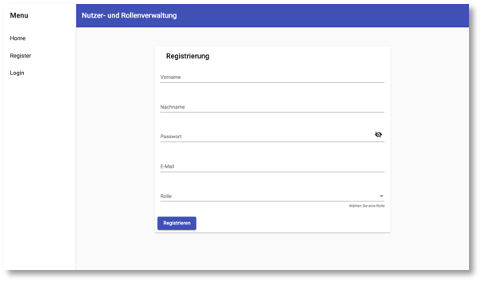 Menu
Nutzer- und Rollenverwaltung
Home
Register
Login
Registrierung
Vorname
Nachname
Passwort
E-Mail
Rolle
Wählen Sie eine Rolle
Registrieren